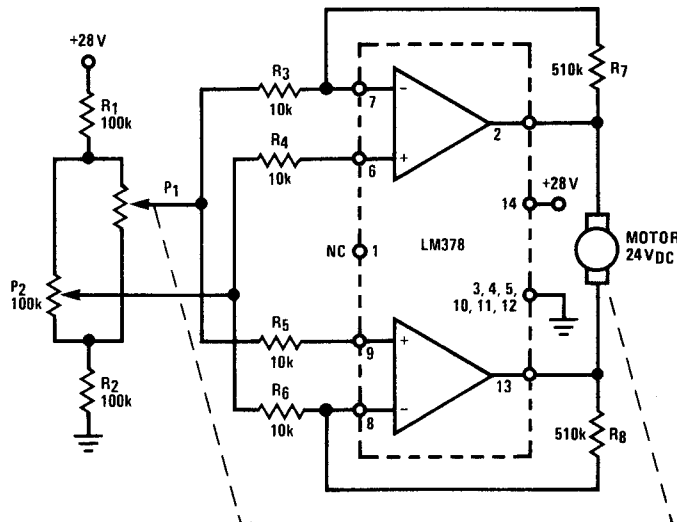 +28V
R1
100k
P1
P2
100k
R2
100k
R3
10k
R4
10k
NC
R5
10k
R6
10k
7
−
6
+
1
LM378
9
+
8
−
2
14
+28V
3, 4, 5,
10, 11, 12
13
510k
R7
MOTOR
24VDC
510k
R8